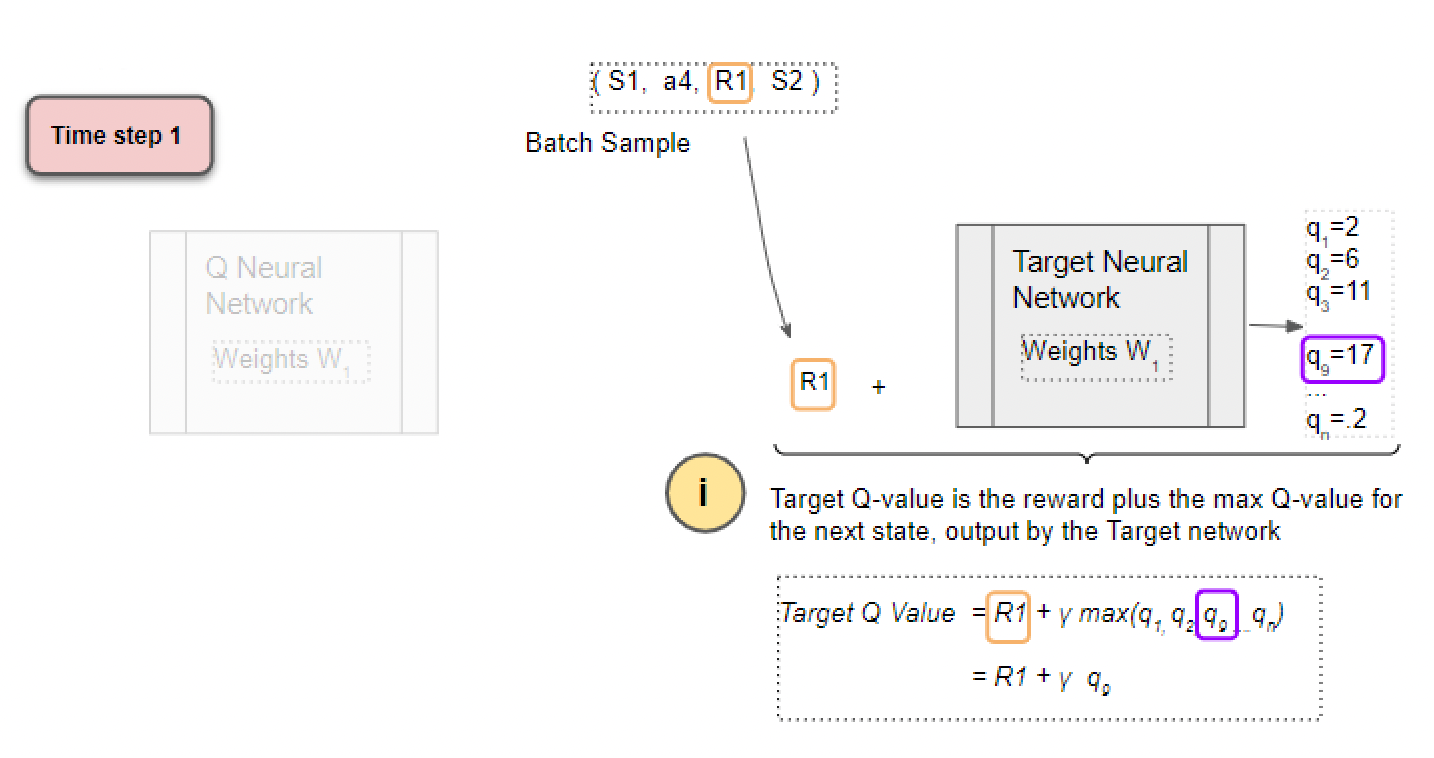 ( S1, a4, R1, S2 )
Time step 1
Batch Sample
Q Neural
Network
Weights W1
Target Neural
Network
Weights W1
q1=2
q2=6
q3=11
q9=17
...
qn=.2
R1 +
i
Target Q-value is the reward plus the max Q-value for
the next state, output by the Target network
Target Q Value = R1 + γ max(q1, q2 q9 ... qn)
= R1 + γ q9